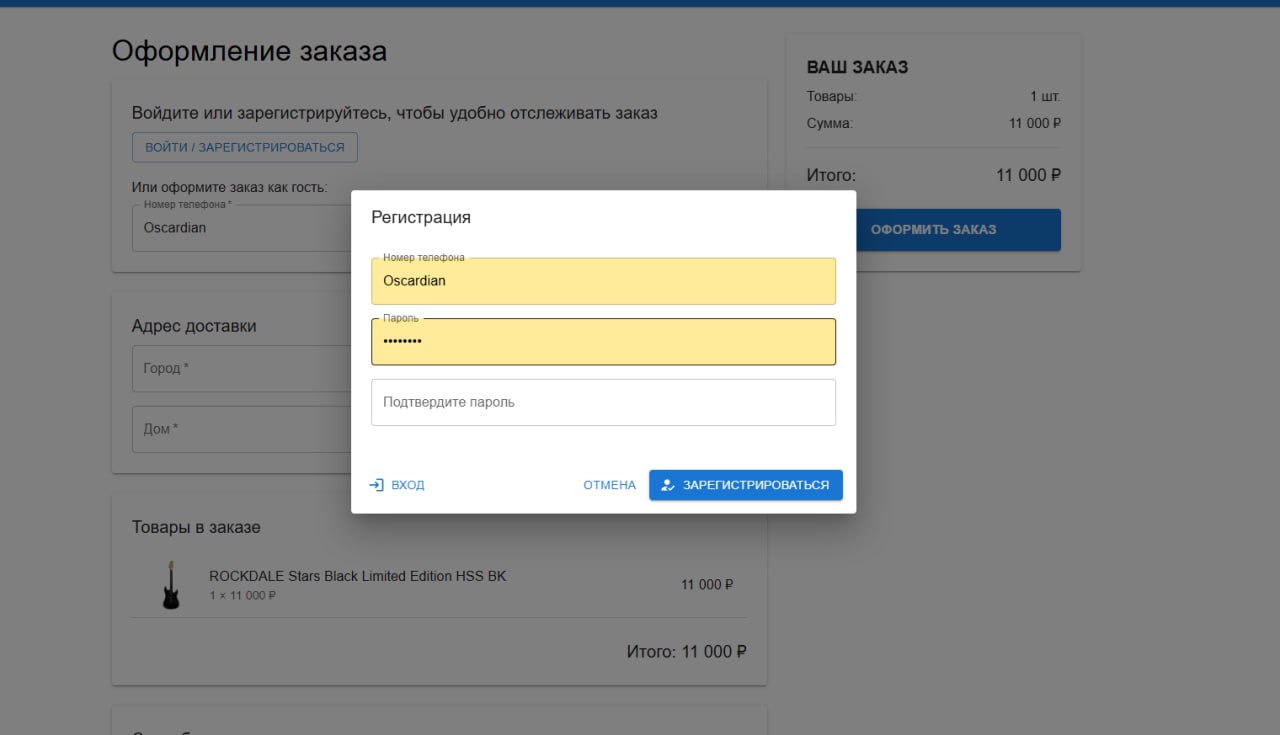 Оформление заказа
Войдите или зарегистрируйтесь, чтобы удобно отслеживать заказ
ВОЙТИ / ЗАРЕГИСТРИРОВАТЬСЯ
Или оформите заказ как гость:
Номер телефона *
Oscardian
Адрес доставки
Город *
Дом *
Товары в заказе
ROCKDALE Stars Black Limited Edition HSS BK
1 × 11 000 ₽
11 000 ₽
Итого: 11 000 ₽
ВАШ ЗАКАЗ
Товары: 1 шт.
Сумма: 11 000 ₽
Итого: 11 000 ₽
ОФОРМИТЬ ЗАКАЗ
Регистрация
Номер телефона
Oscardian
Пароль
••••••••
Подтвердите пароль
ВХОД
ОТМЕНА
ЗАРЕГИСТРИРОВАТЬСЯ